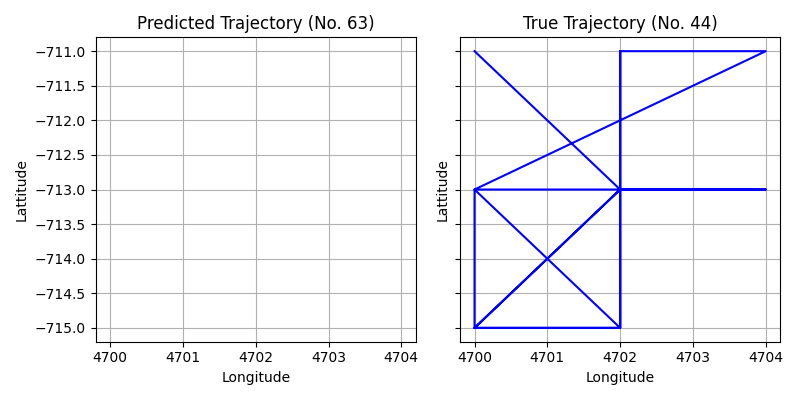 Predicted Trajectory (No. 63)
True Trajectory (No. 44)
−711.0
−711.5
−712.0
−712.5
−713.0
−713.5
−714.0
−714.5
−715.0
Lattitude
Lattitude
4700 4701 4702 4703 4704
4700 4701 4702 4703 4704
Longitude
Longitude